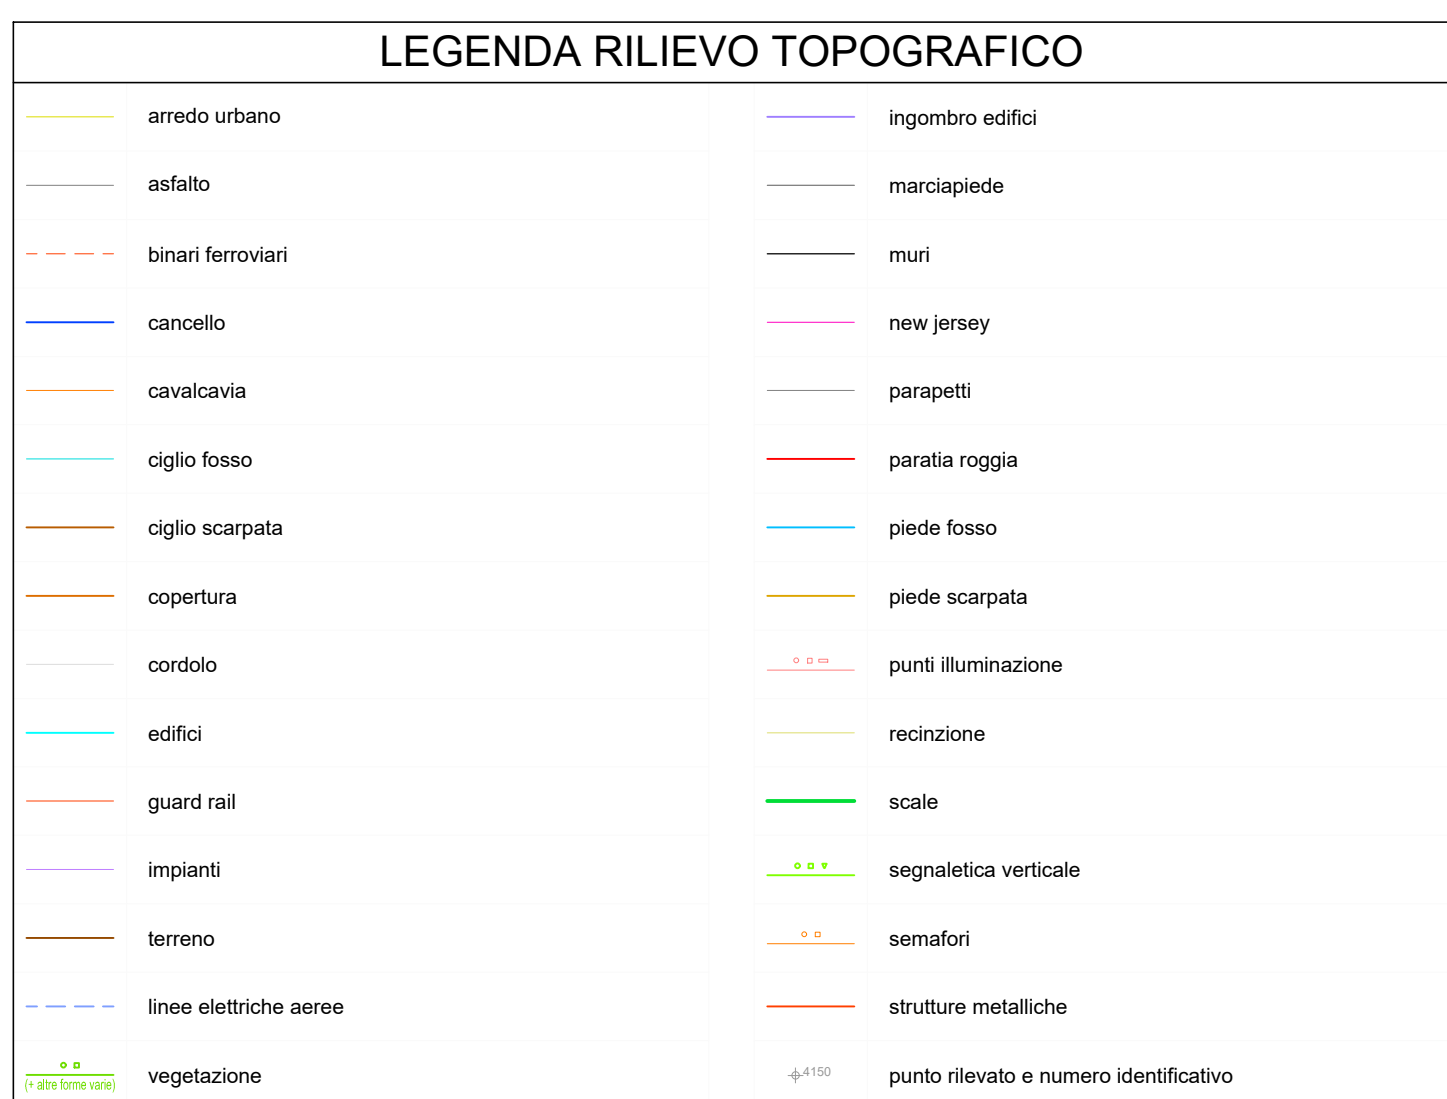 LEGENDA RILIEVO TOPOGRAFICO
arredo urbano
asfalto
binari ferroviari
cancello
cavalcavia
ciglio fosso
ciglio scarpata
copertura
cordolo
edifici
guard rail
impianti
terreno
linee elettriche aeree
(+ altre forme varie)
vegetazione
ingombro edifici
marciapiede
muri
new jersey
parapetti
paratia roggia
piede fosso
piede scarpata
punti illuminazione
recinzione
scale
segnaletica verticale
semafori
strutture metalliche
4150
punto rilevato e numero identificativo